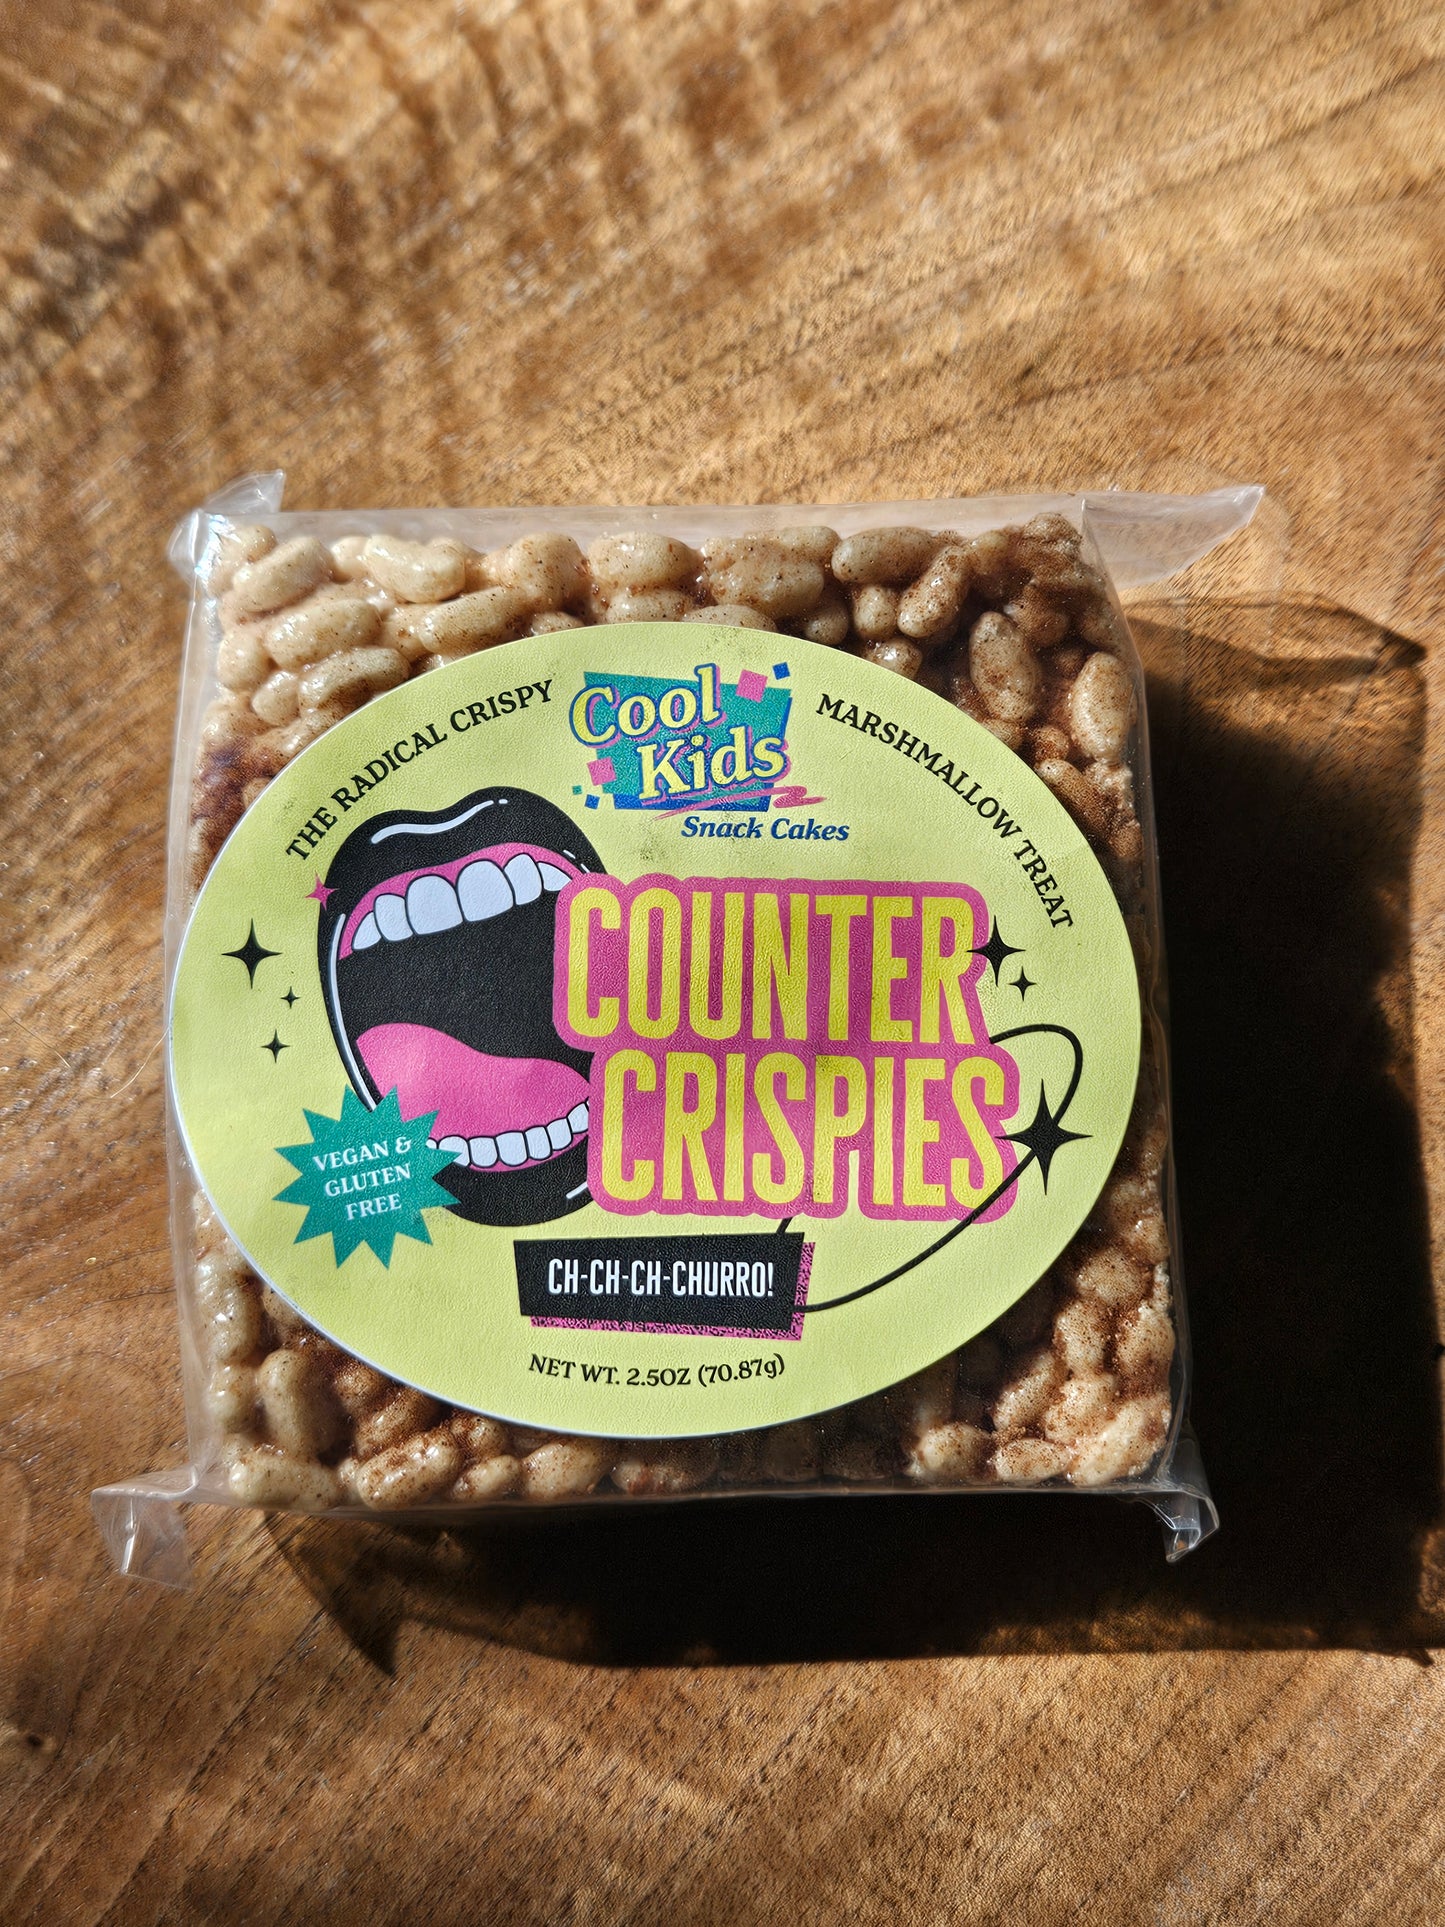 THE RADICAL CRISPY
Cool
Kids
Snack Cakes
MARSHMALLOW TREAT
COUNTER
CRISPIES
VEGAN &
GLUTEN
FREE
CH-CH-CH-CHURRO!
NET WT. 2.5OZ (70.87g)